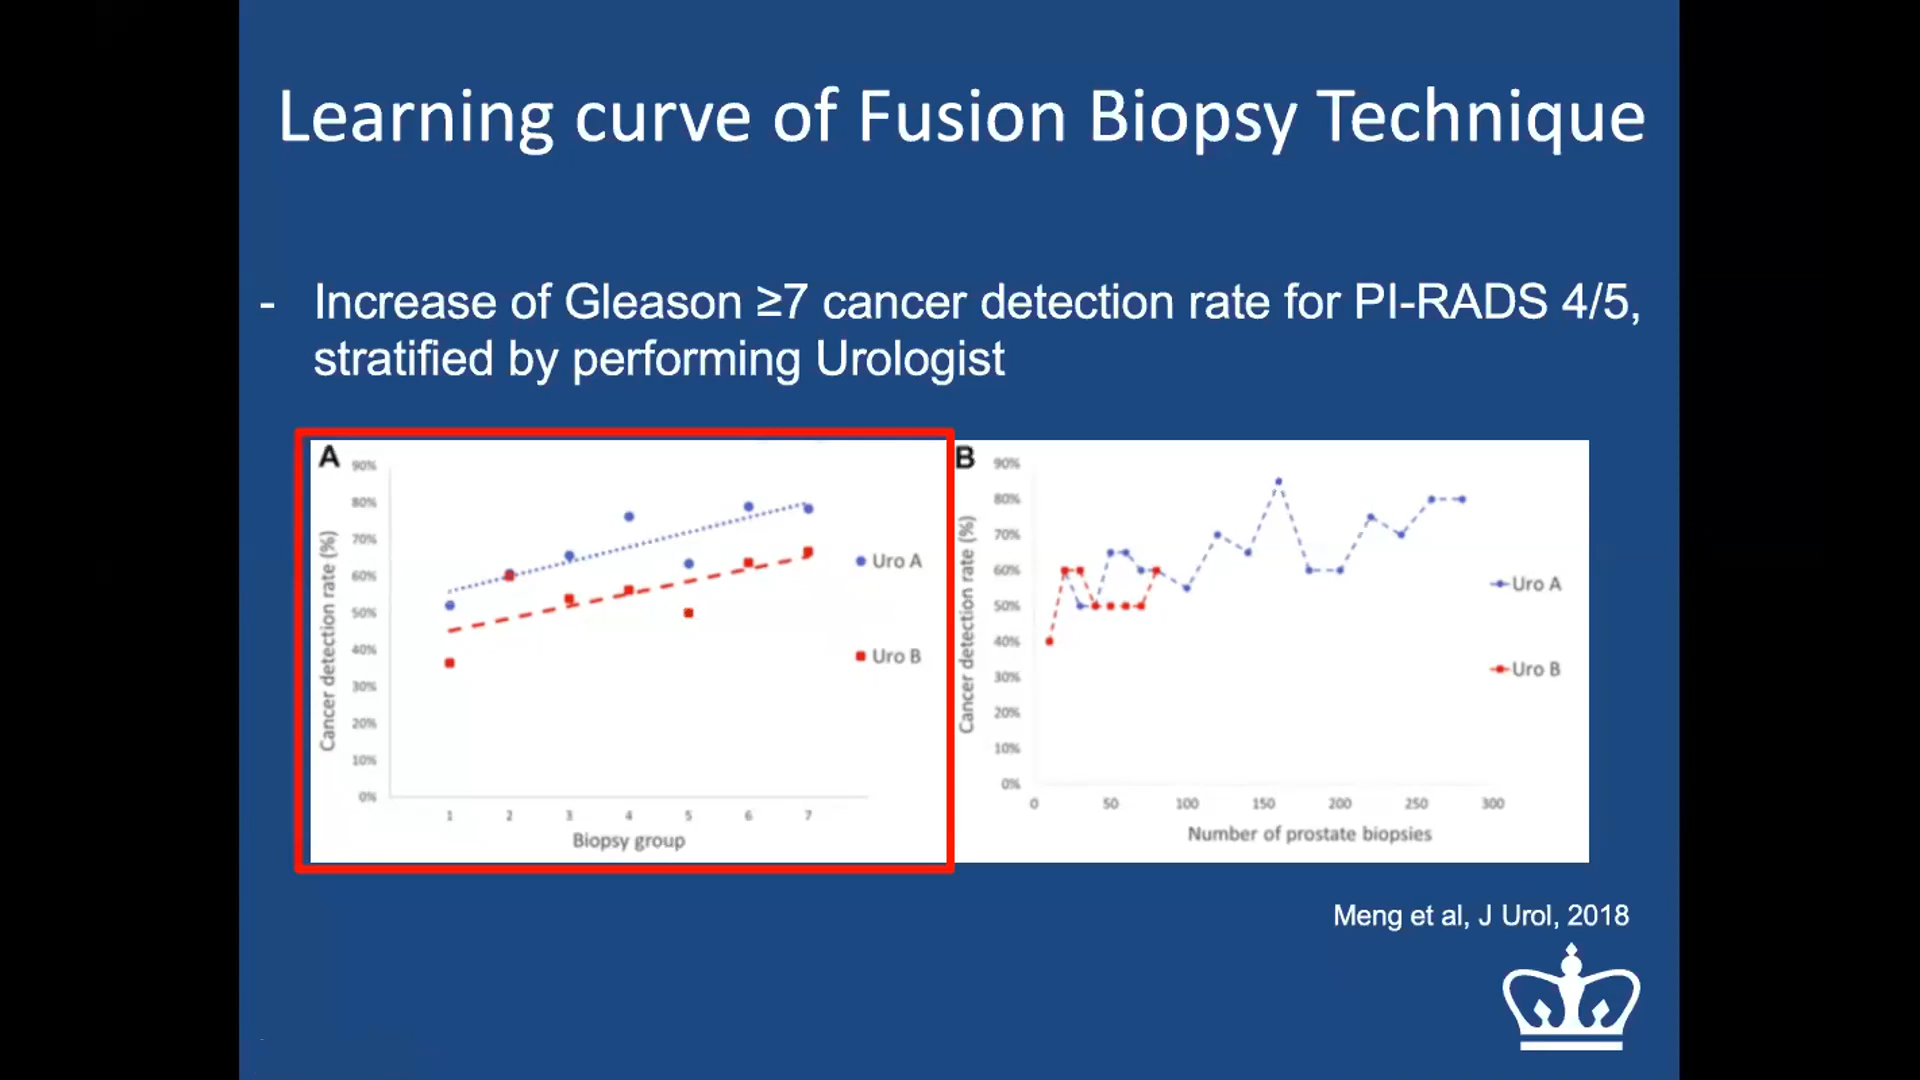 Learning curve of Fusion Biopsy Technique
- Increase of Gleason ≥7 cancer detection rate for PI-RADS 4/5,
stratified by performing Urologist
A
Cancer detection rate (%)
90%
80%
70%
60%
50%
40%
30%
20%
10%
0%
1 2 3 4 5 6 7
Biopsy group
Uro A
Uro B
B
Cancer detection rate (%)
90%
80%
70%
60%
50%
40%
30%
20%
10%
0%
0 50 100 150 200 250 300
Number of prostate biopsies
Uro A
Uro B
Meng et al, J Urol, 2018